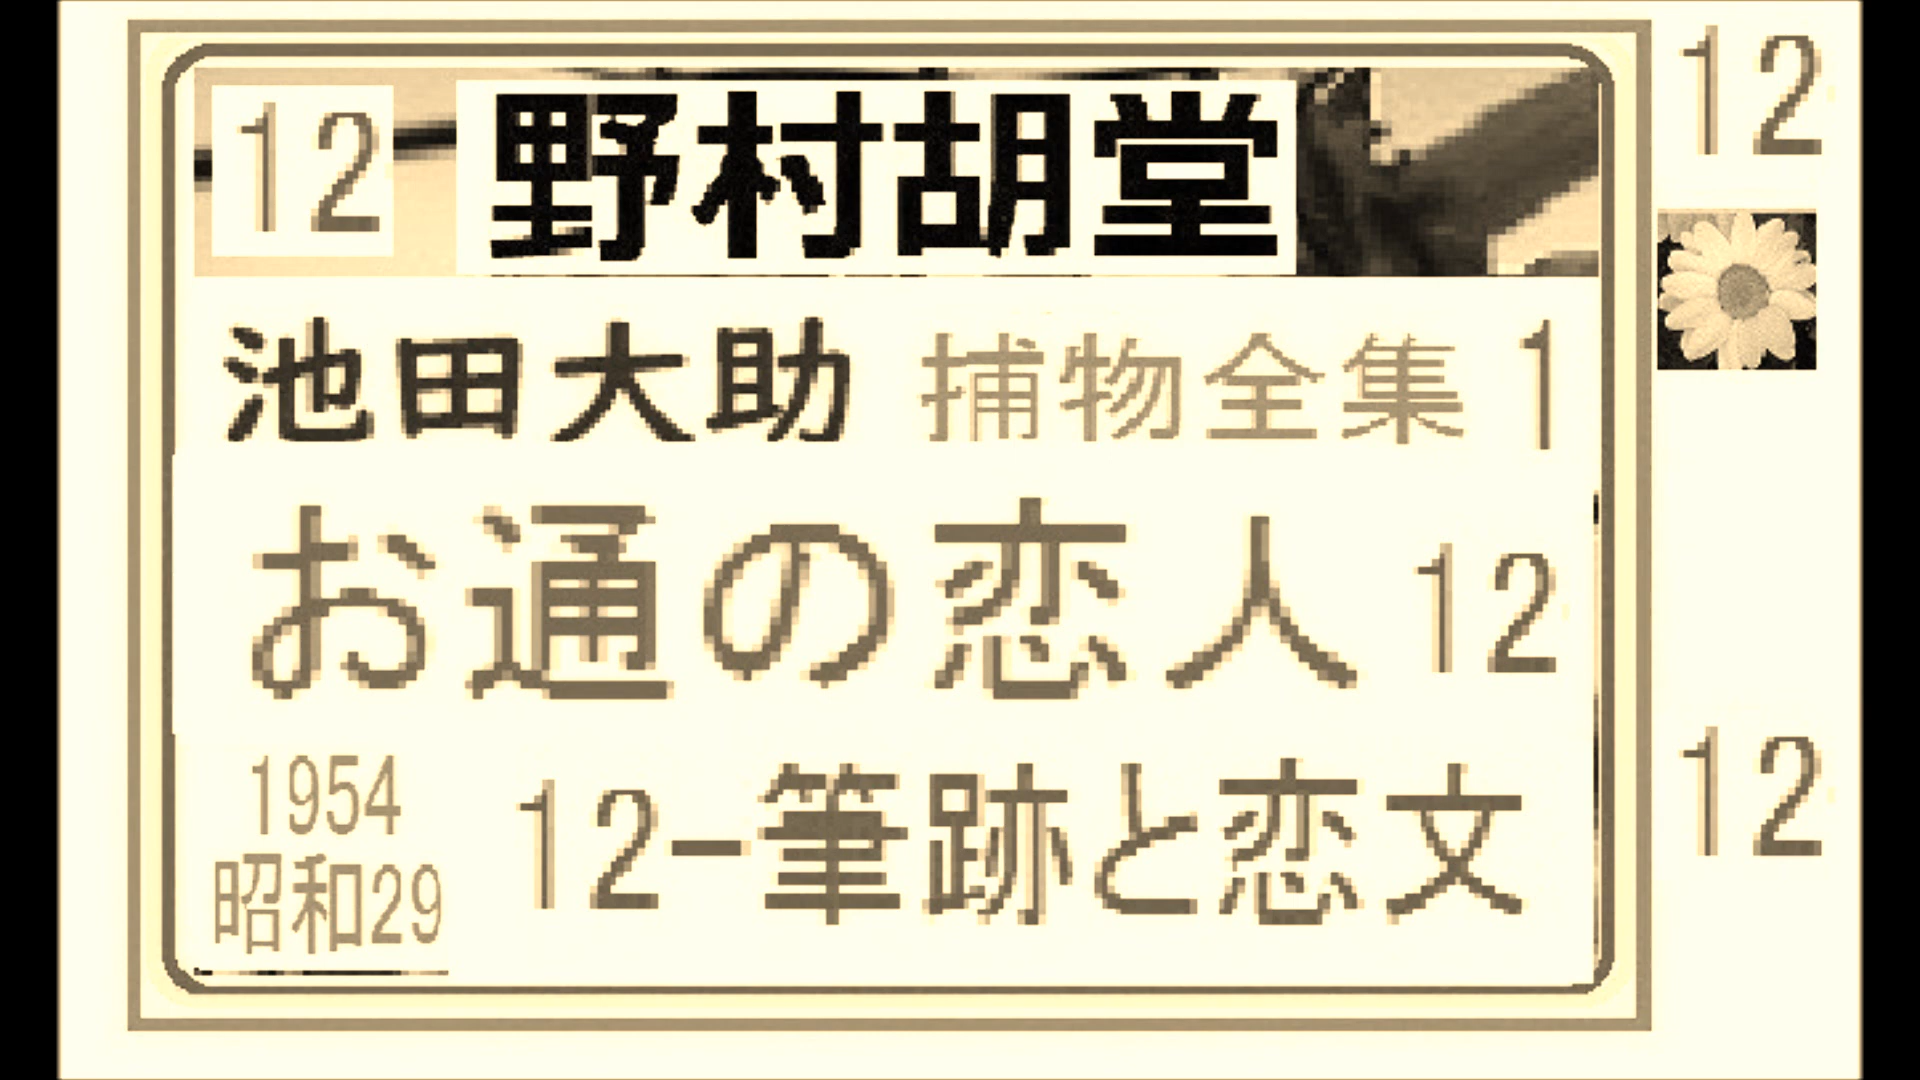 12 野村胡堂
池田大助 捕物全集 1
お通の恋人 12
1954
昭和29
12-筆跡と恋文
12
12